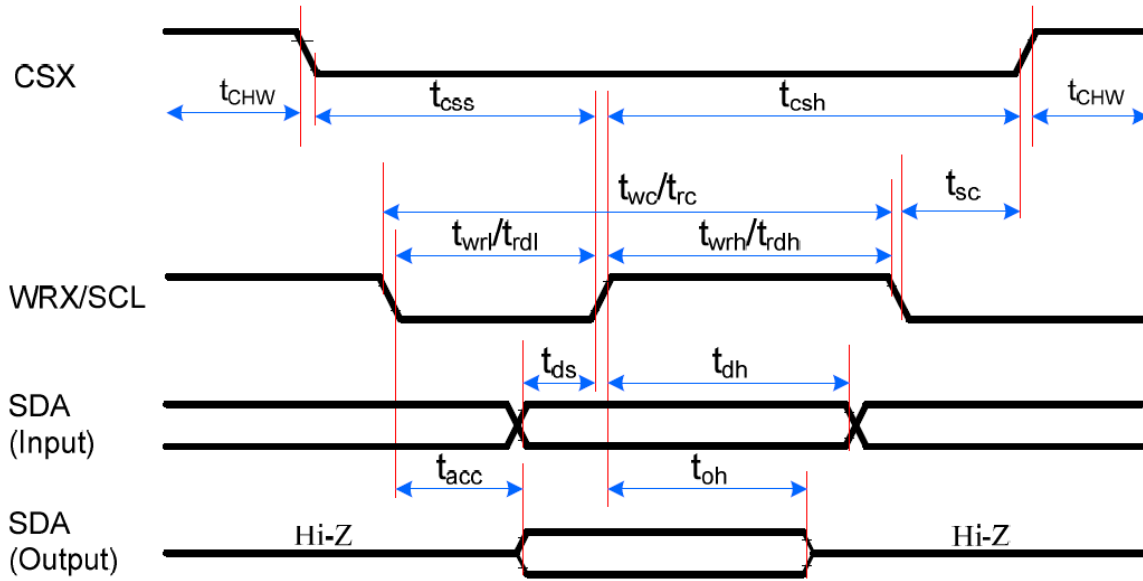 CSX
tCHW
tcss
tcsh
tCHW
twc/trc
tsc
twrl/trdl
twrh/trdh
WRX/SCL
tds
tdh
SDA
(Input)
tacc
toh
SDA
(Output)
Hi-Z
Hi-Z